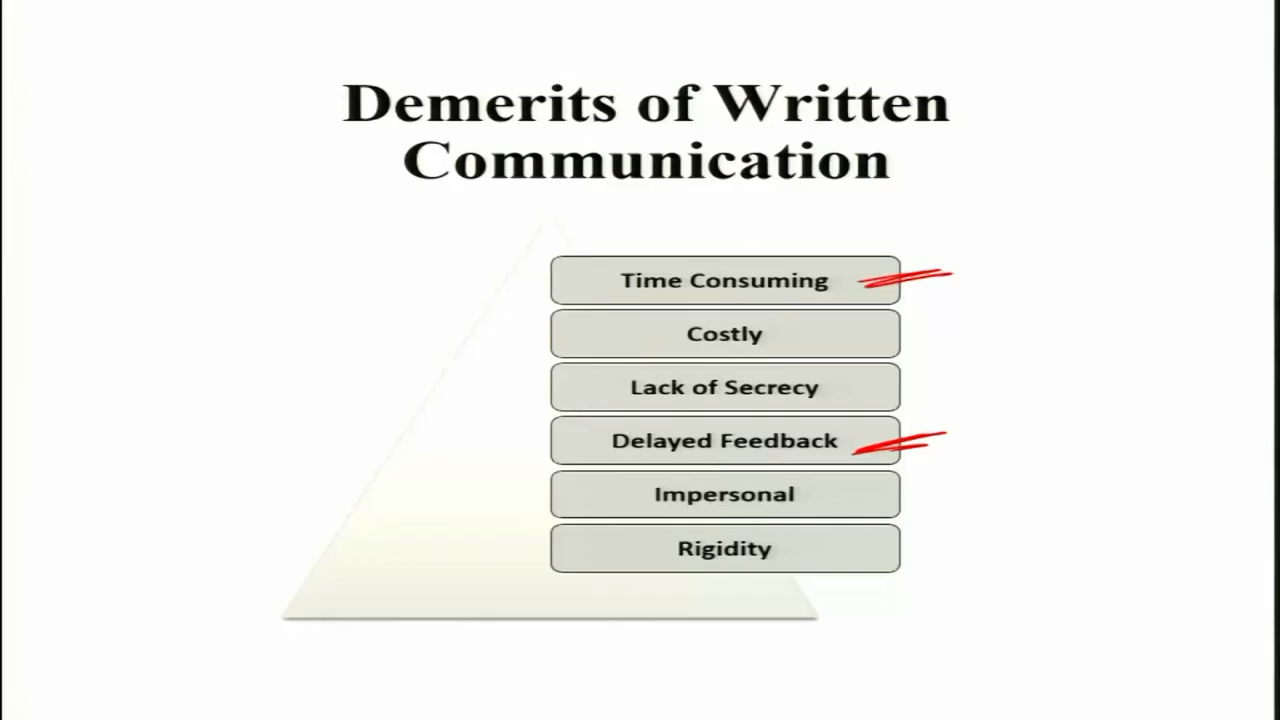 Demerits of Written
Communication
Time Consuming
Costly
Lack of Secrecy
Delayed Feedback
Impersonal
Rigidity